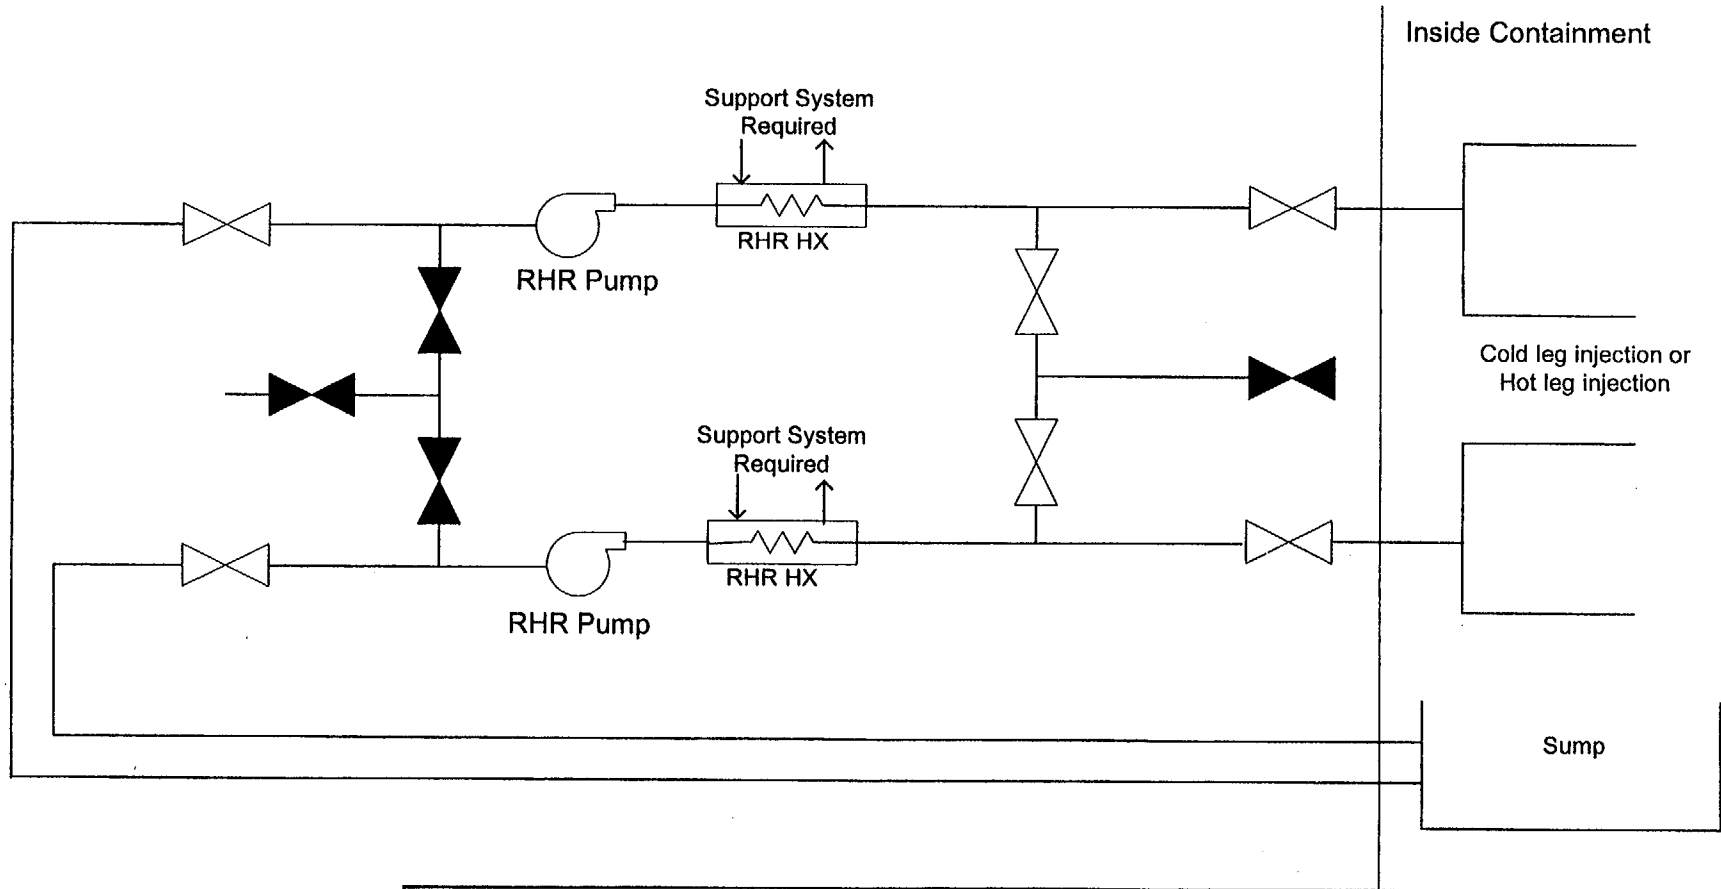 Inside Containment
Support System
Required
RHR HX
RHR Pump
Cold leg injection or
Hot leg injection
Support System
Required
RHR HX
RHR Pump
Sump